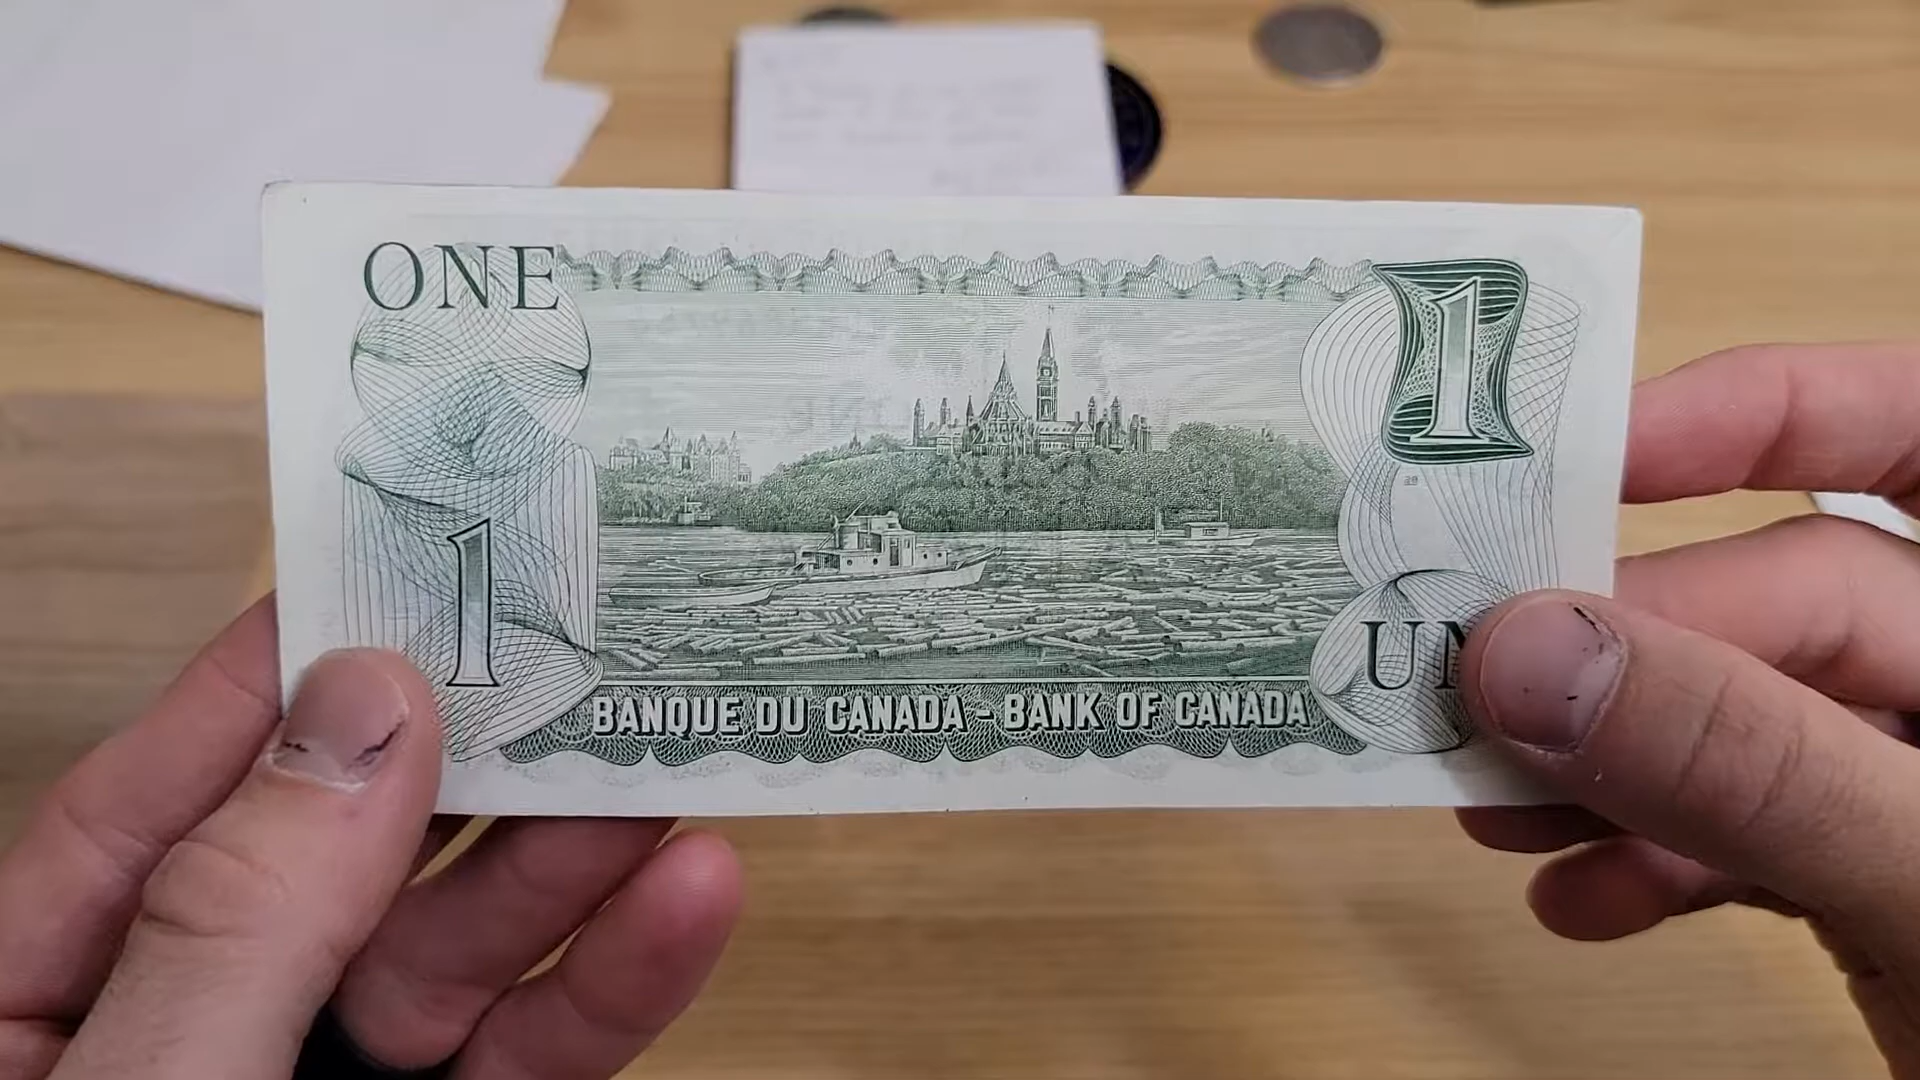 ONE
1
1
UN
BANQUE DU CANADA - BANK OF CANADA